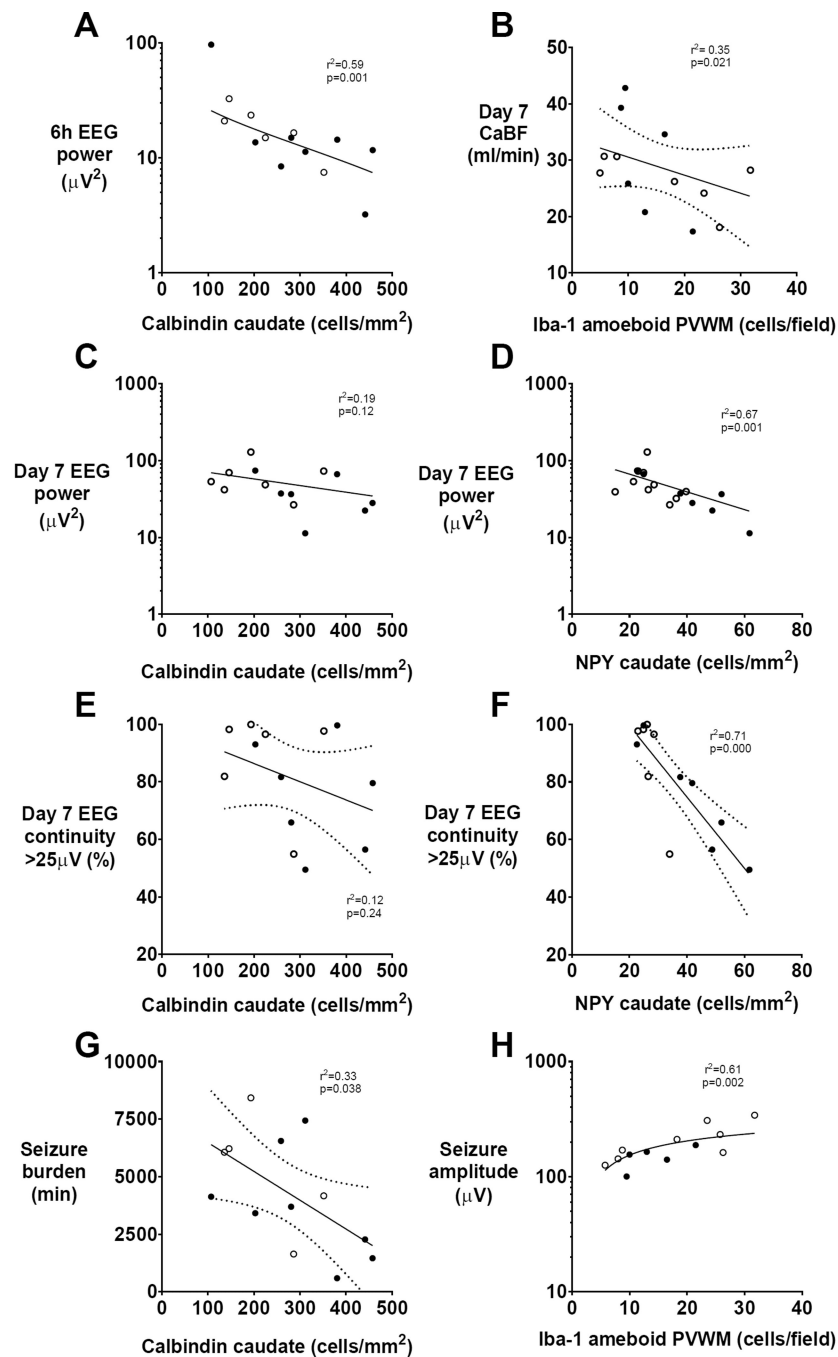 A
6h EEG
power
(μV²)
100
10
1
r²=0.59
p=0.001
0 100 200 300 400 500
Calbindin caudate (cells/mm²)
B
Day 7
CaBF
(ml/min)
50
40
30
20
10
r²= 0.35
p=0.021
0 10 20 30 40
Iba-1 amoeboid PVWM (cells/field)
C
Day 7 EEG
power
(μV²)
1000
100
10
1
r²=0.19
p=0.12
0 100 200 300 400 500
Calbindin caudate (cells/mm²)
D
Day 7 EEG
power
(μV²)
1000
100
10
1
r²=0.67
p=0.001
0 20 40 60 80
NPY caudate (cells/mm²)
E
Day 7 EEG
continuity
>25μV (%)
100
80
60
40
20
r²=0.12
p=0.24
0 100 200 300 400 500
Calbindin caudate (cells/mm²)
F
Day 7 EEG
continuity
>25μV (%)
100
80
60
40
20
r²=0.71
p=0.000
0 20 40 60 80
NPY caudate (cells/mm²)
G
Seizure
burden
(min)
10000
7500
5000
2500
0
r²=0.33
p=0.038
0 100 200 300 400 500
Calbindin caudate (cells/mm²)
H
Seizure
amplitude
(μV)
1000
100
10
r²=0.61
p=0.002
0 10 20 30 40
Iba-1 ameboid PVWM (cells/field)